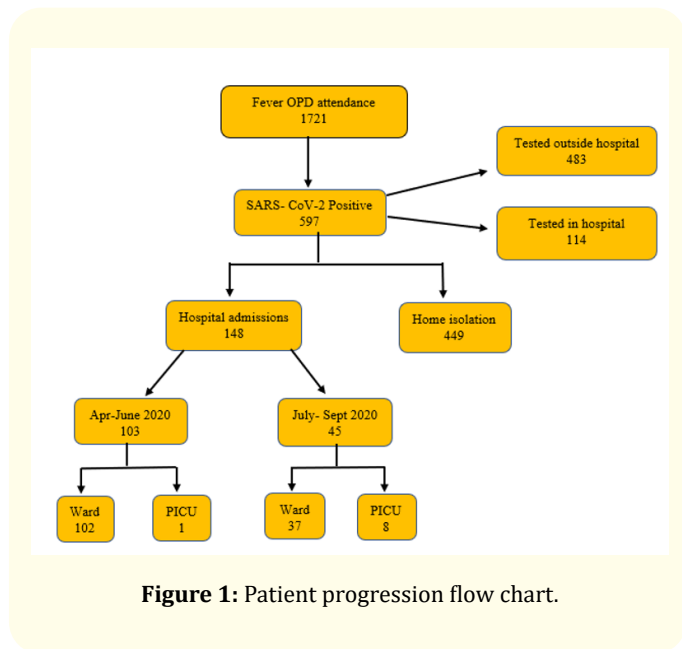 Fever OPD attendance
1721
Tested outside hospital
483
SARS- CoV-2 Positive
597
Tested in hospital
114
Hospital admissions
148
Home isolation
449
Apr-June 2020
103
July- Sept 2020
45
Ward
102
PICU
1
Ward
37
PICU
8
Figure 1: Patient progression flow chart.